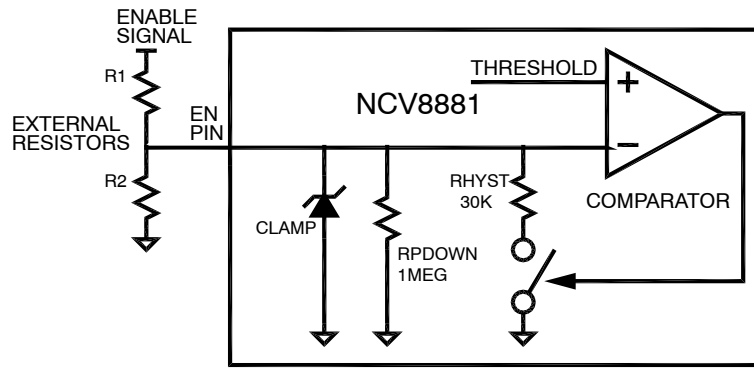 ENABLE
SIGNAL
R1
THRESHOLD
+
NCV8881
EN
PIN
EXTERNAL
RESISTORS
−
R2
RHYST
30K
COMPARATOR
CLAMP
RPDOWN
1MEG